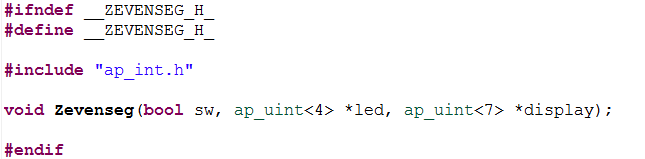 #ifndef __ZEVENSEG_H_
#define __ZEVENSEG_H_
#include "ap_int.h"
void Zevenseg(bool sw, ap_uint<4> *led, ap_uint<7> *display);
#endif